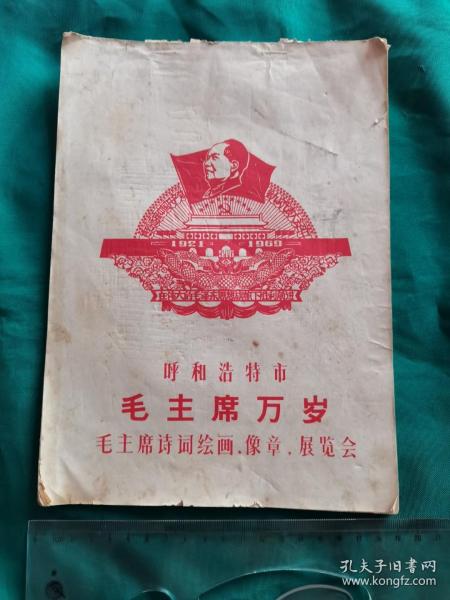 1921 1969
呼和浩特市
毛主席万岁
毛主席诗词绘画.像章.展览会
孔夫子旧书网
www.kongfz.com